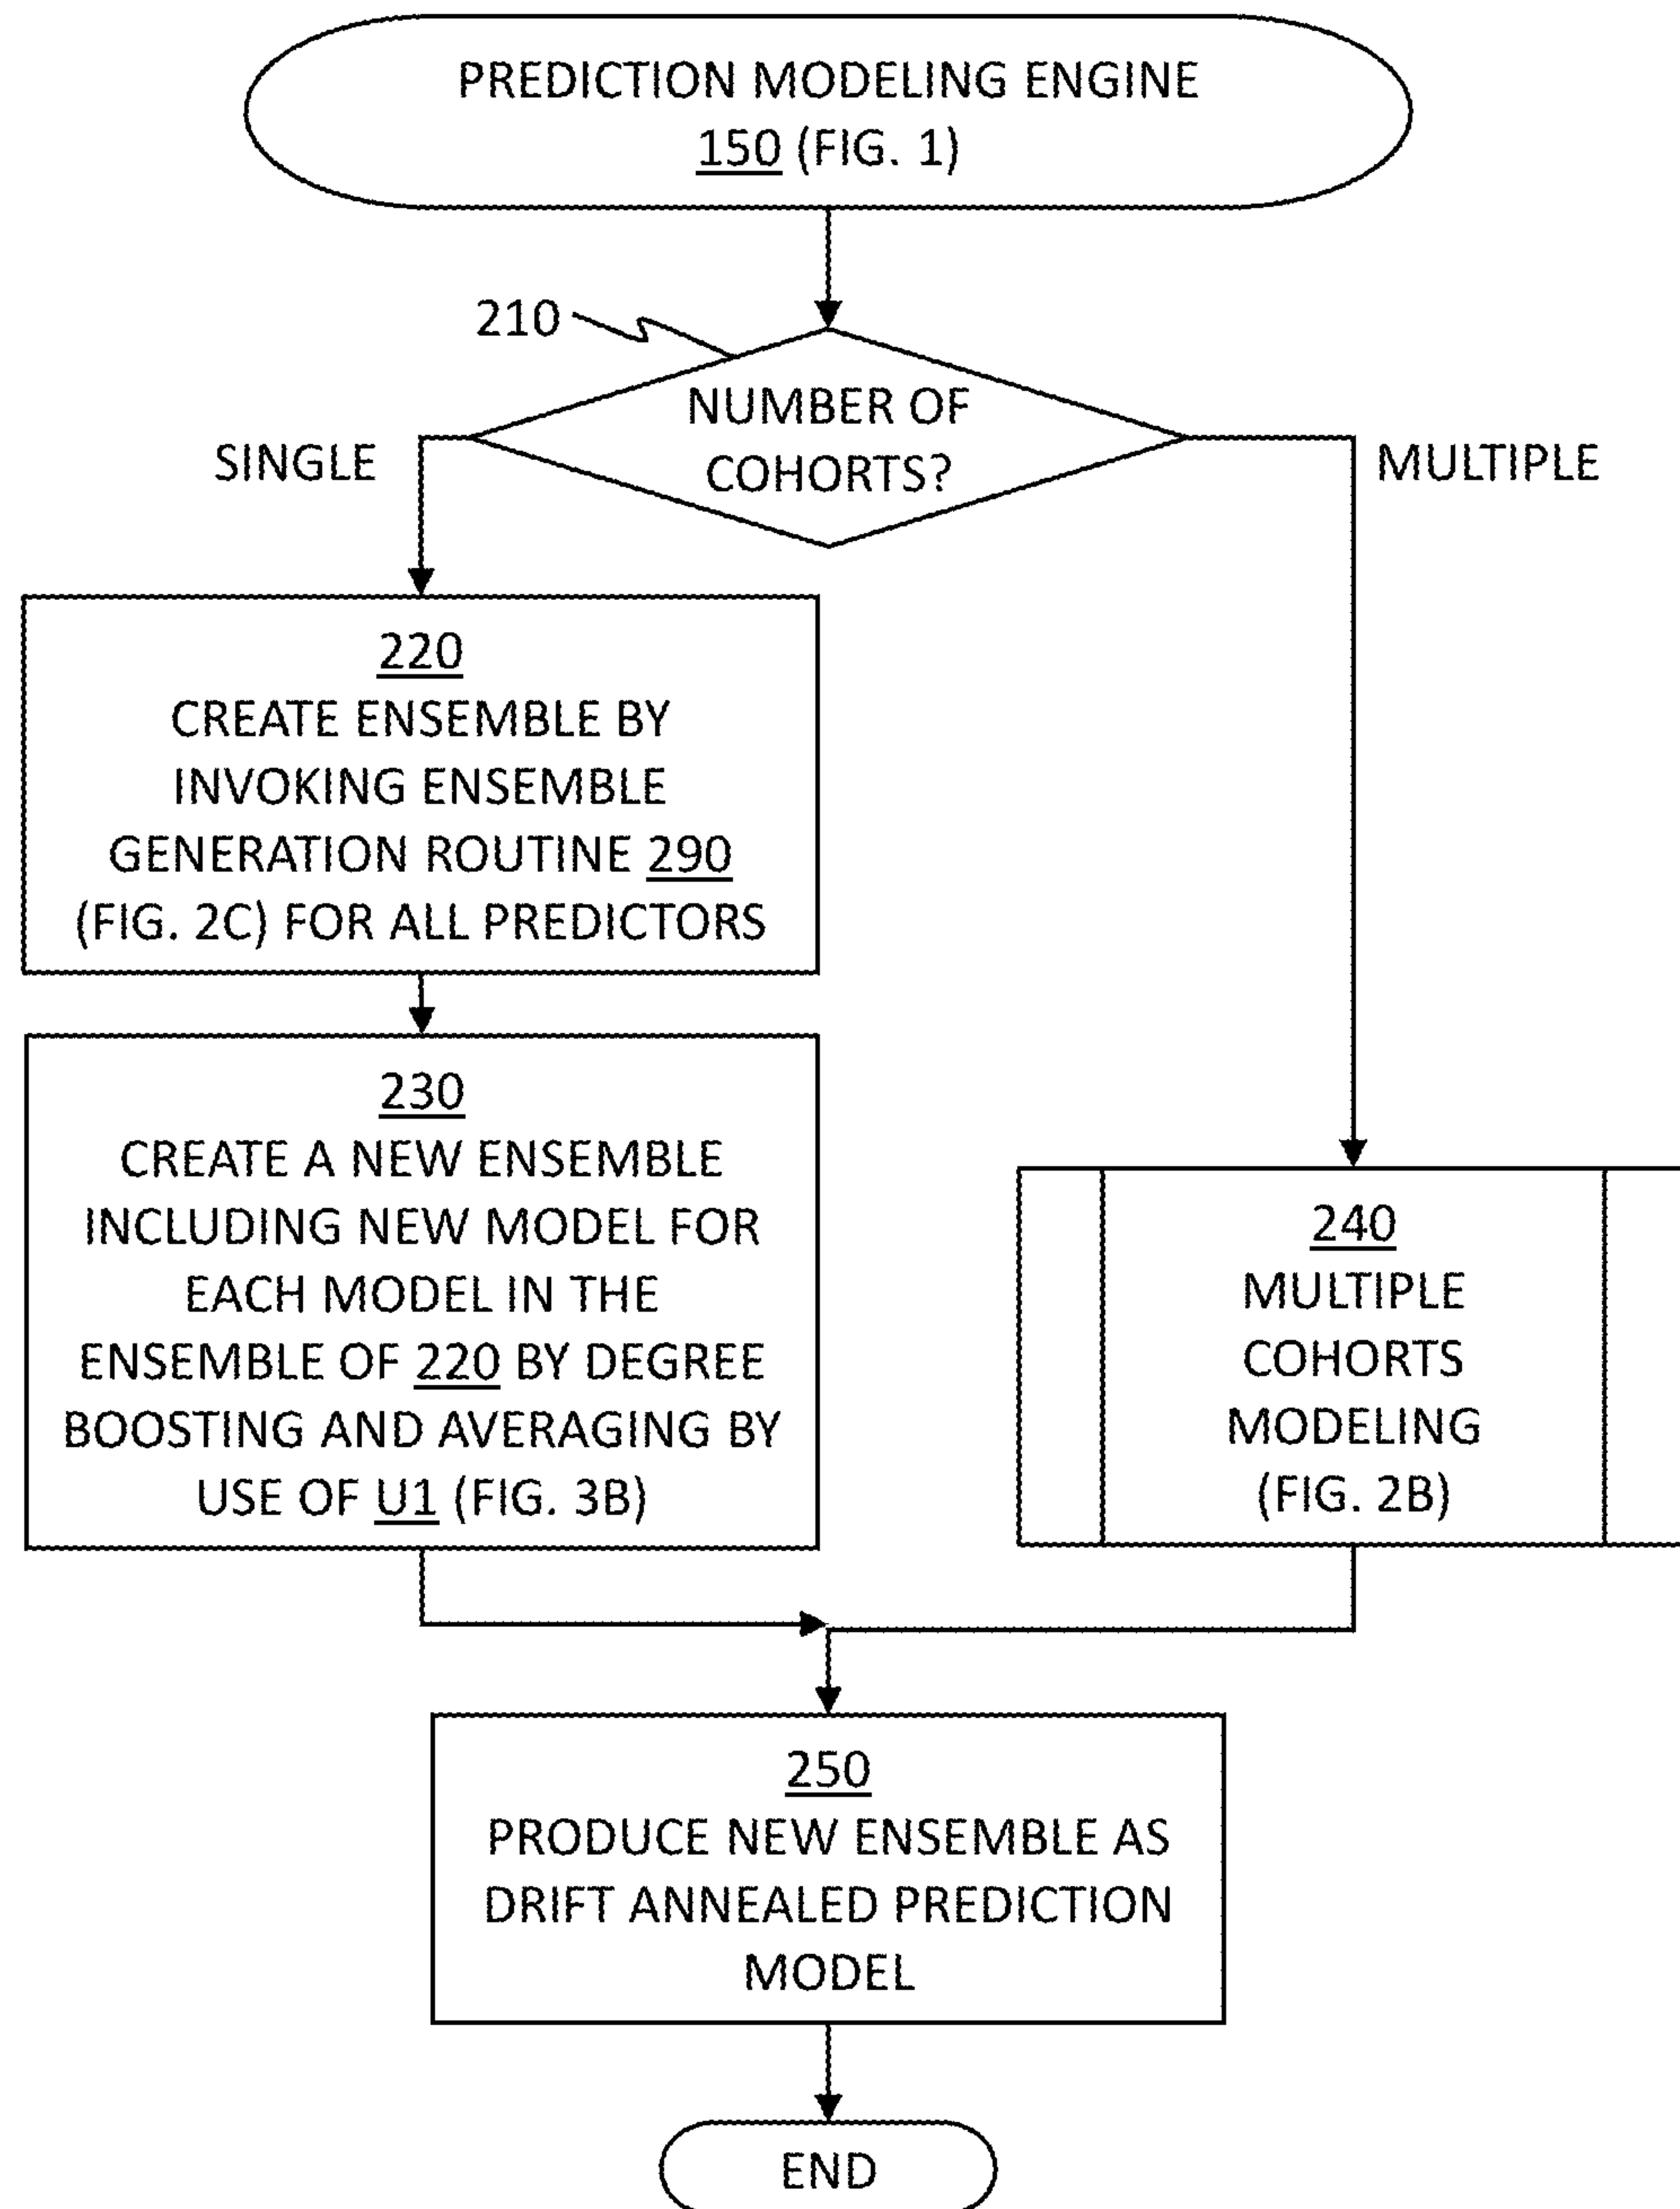 PREDICTION MODELING ENGINE
150 (FIG. 1)
210
NUMBER OF
COHORTS?
SINGLE
MULTIPLE
220
CREATE ENSEMBLE BY
INVOKING ENSEMBLE
GENERATION ROUTINE 290
(FIG. 2C) FOR ALL PREDICTORS
230
CREATE A NEW ENSEMBLE
INCLUDING NEW MODEL FOR
EACH MODEL IN THE
ENSEMBLE OF 220 BY DEGREE
BOOSTING AND AVERAGING BY
USE OF U1 (FIG. 3B)
240
MULTIPLE
COHORTS
MODELING
(FIG. 2B)
250
PRODUCE NEW ENSEMBLE AS
DRIFT ANNEALED PREDICTION
MODEL
END